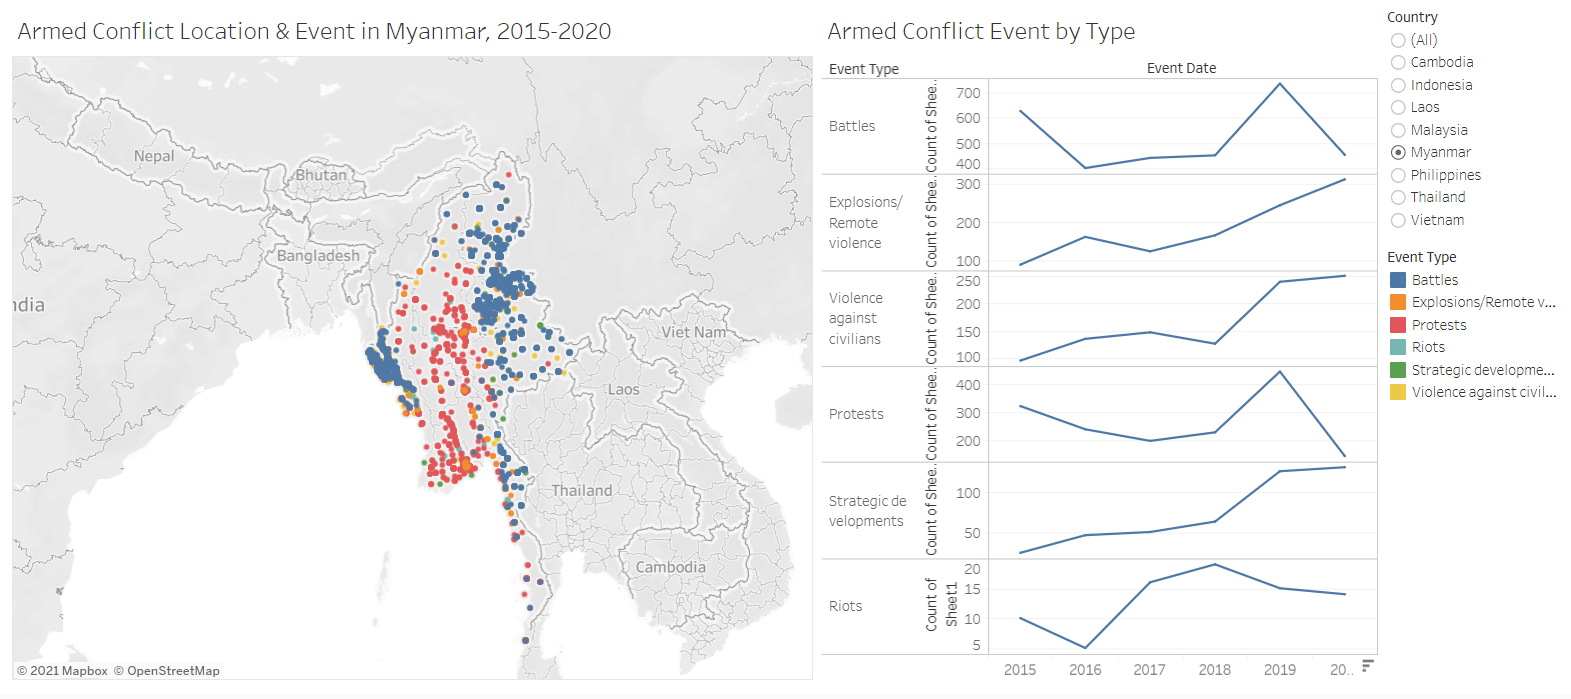 Armed Conflict Location & Event in Myanmar, 2015-2020
Nepal
Bhutan
Bangladesh
ndia
Viet Nam
Laos
Thailand
Cambodia
© 2021 Mapbox © OpenStreetMap
Armed Conflict Event by Type
Event Type
Event Date
Battles
Count of Shee..
700
600
500
400
Explosions/
Remote
violence
Count of Shee..
300
200
100
Violence
against
civilians
Count of Shee..
250
200
150
100
Protests
Count of Shee..
400
300
200
Strategic de
velopments
Count of Shee..
100
50
Riots
Count of
Sheet1
20
15
10
5
2015 2016 2017 2018 2019 20..
Country
(All)
Cambodia
Indonesia
Laos
Malaysia
Myanmar
Philippines
Thailand
Vietnam
Event Type
Battles
Explosions/Remote v...
Protests
Riots
Strategic developme...
Violence against civil...